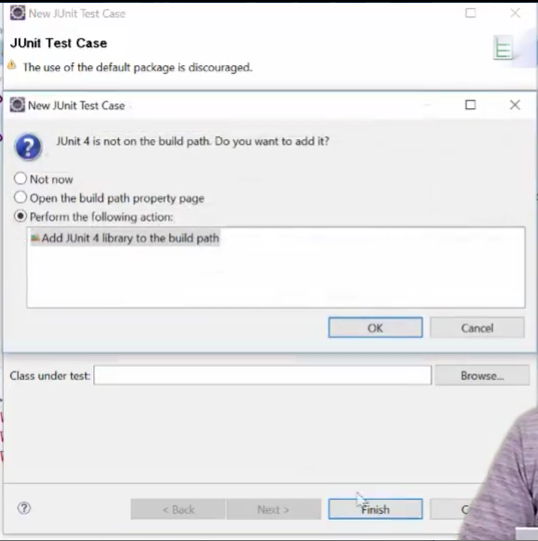 New JUnit Test Case
JUnit Test Case
The use of the default package is discouraged.
New JUnit Test Case
JUnit 4 is not on the build path. Do you want to add it?
Not now
Open the build path property page
Perform the following action:
Add JUnit 4 library to the build path
OK
Cancel
Class under test:
Browse...
< Back
Next >
Finish